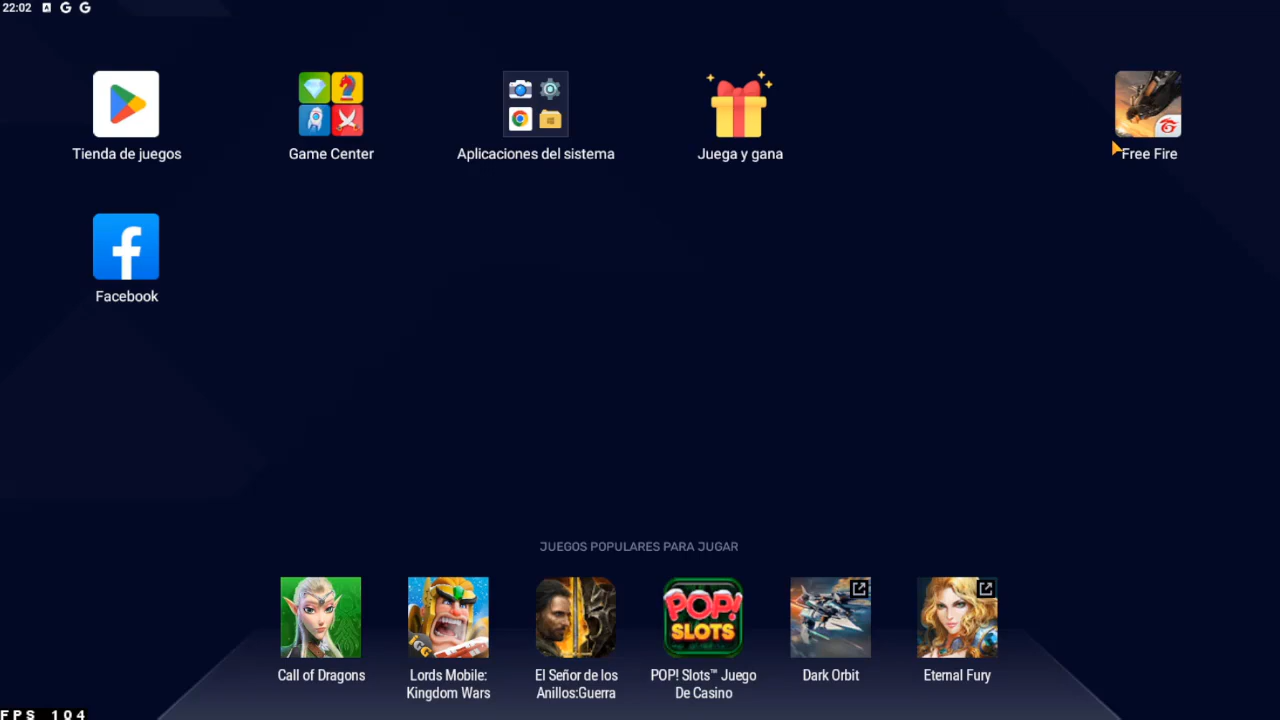 22:02
Tienda de juegos
Game Center
Aplicaciones del sistema
Juega y gana
Free Fire
Facebook
JUEGOS POPULARES PARA JUGAR
IGG
POP!
SLOTS
Call of Dragons
Lords Mobile:
Kingdom Wars
El Señor de los
Anillos:Guerra
POP! Slots™ Juego
De Casino
Dark Orbit
Eternal Fury
FPS 104